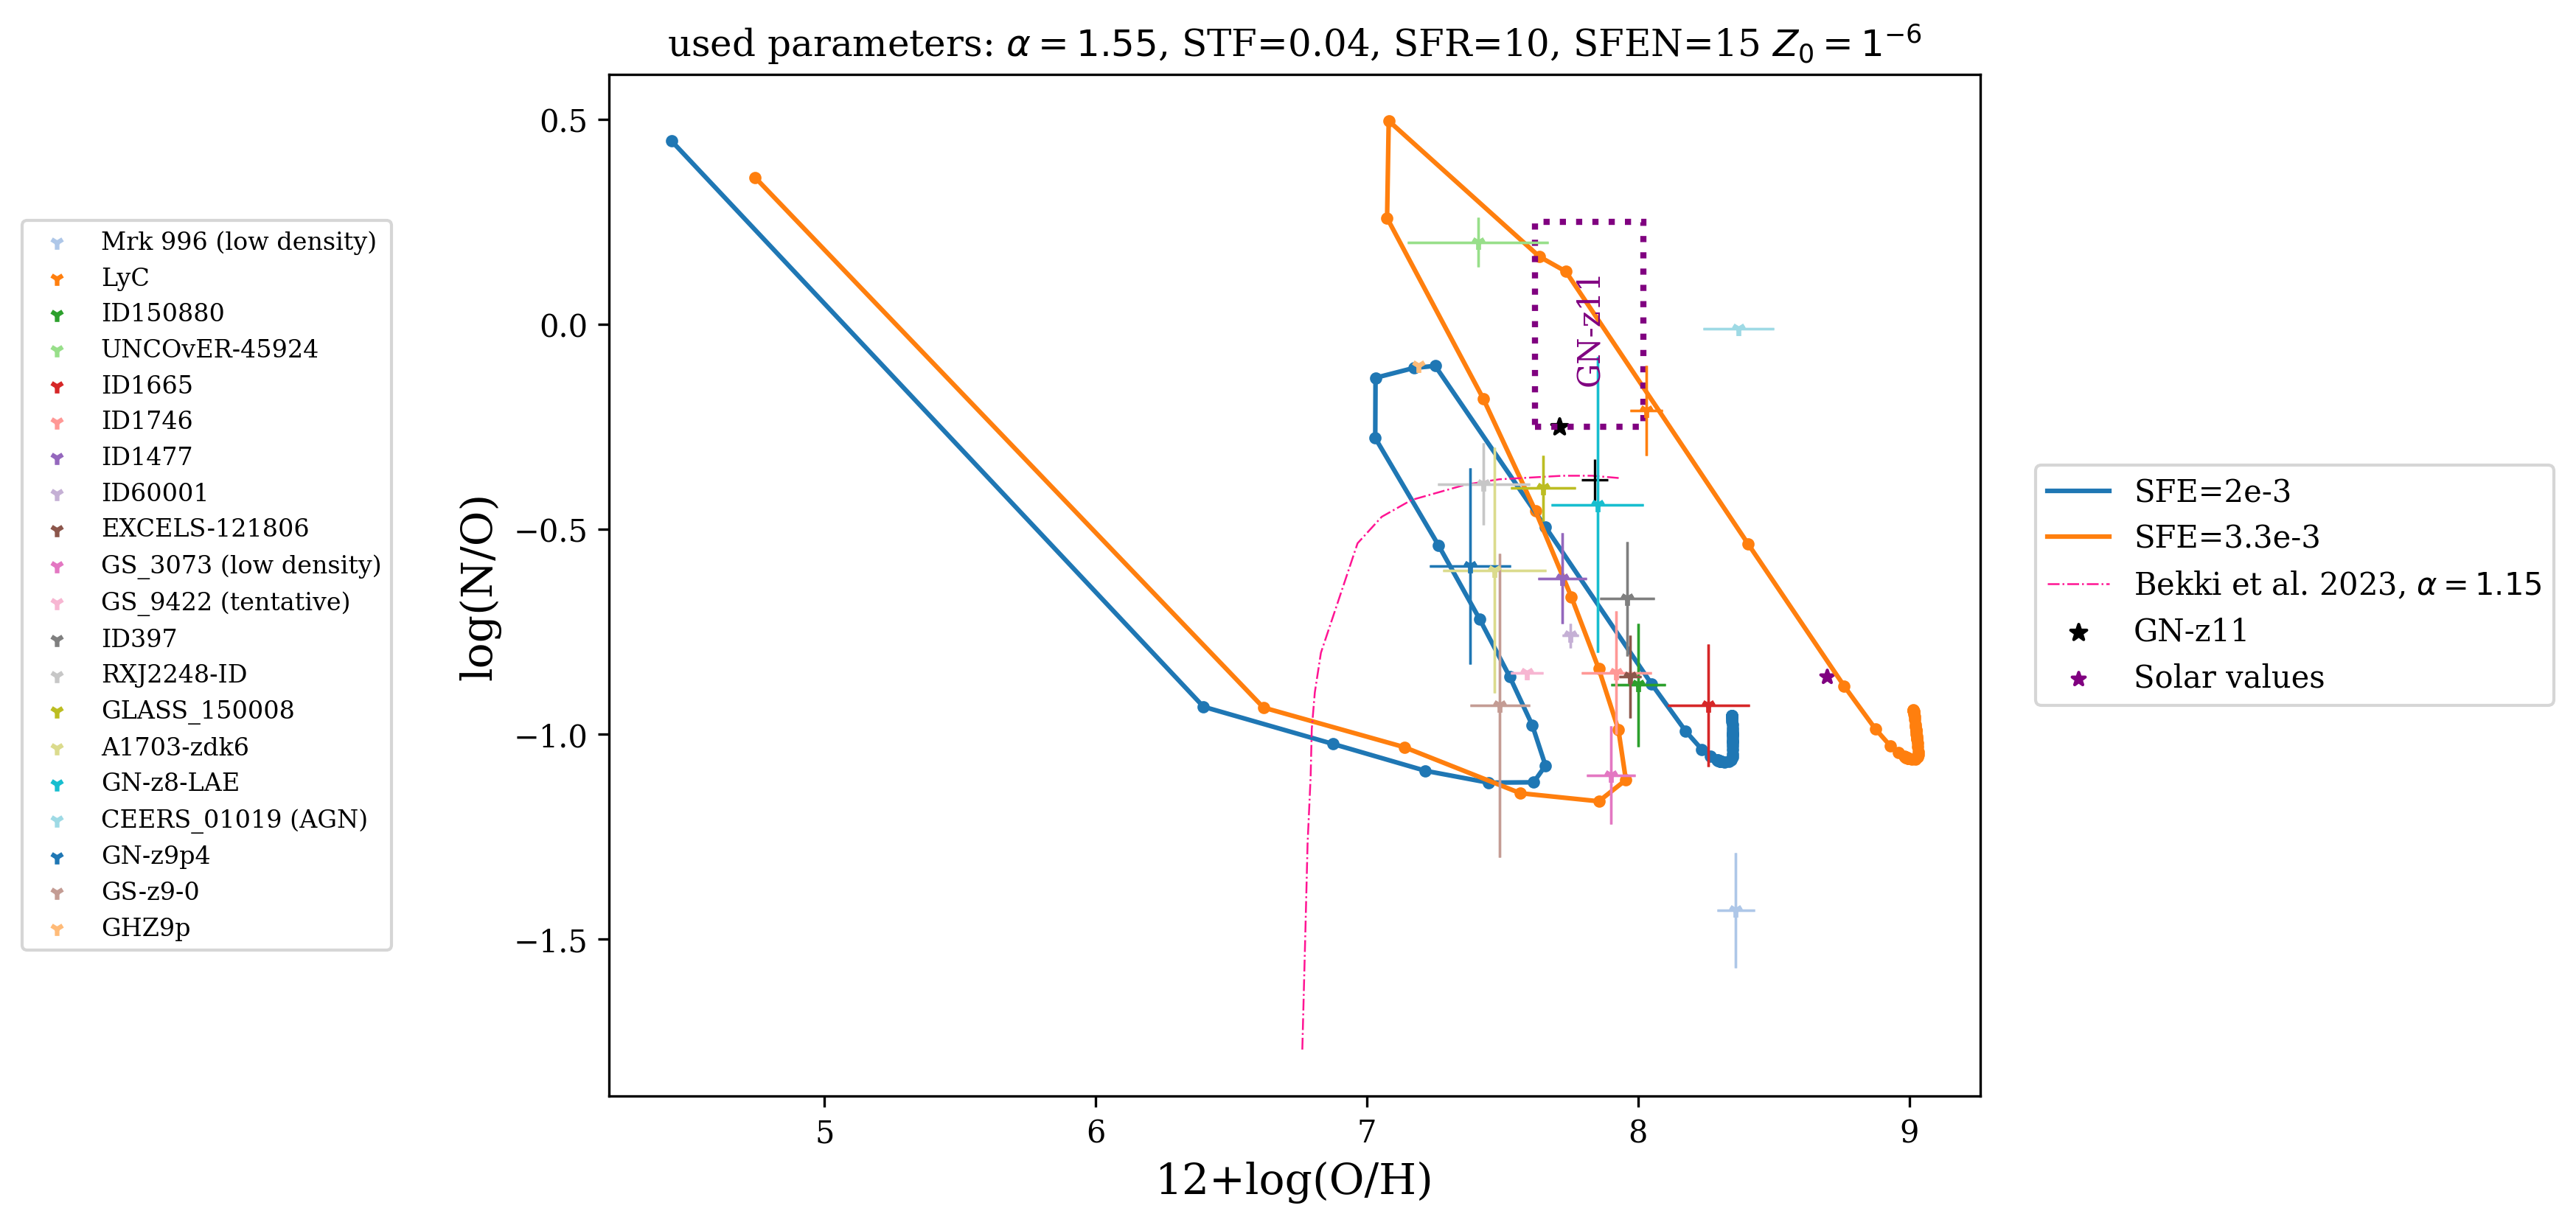 used parameters: α = 1.55, STF=0.04, SFR=10, SFEN=15 Z₀ = 1⁻⁶
Mrk 996 (low density)
LyC
ID150880
UNCOvER-45924
ID1665
ID1746
ID1477
ID60001
EXCELS-121806
GS_3073 (low density)
GS_9422 (tentative)
ID397
RXJ2248-ID
GLASS_150008
A1703-zdk6
GN-z8-LAE
CEERS_01019 (AGN)
GN-z9p4
GS-z9-0
GHZ9p
log(N/O)
0.5
0.0
−0.5
−1.0
−1.5
GN-z11
5 6 7 8 9
12+log(O/H)
SFE=2e-3
SFE=3.3e-3
Bekki et al. 2023, α = 1.15
GN-z11
Solar values